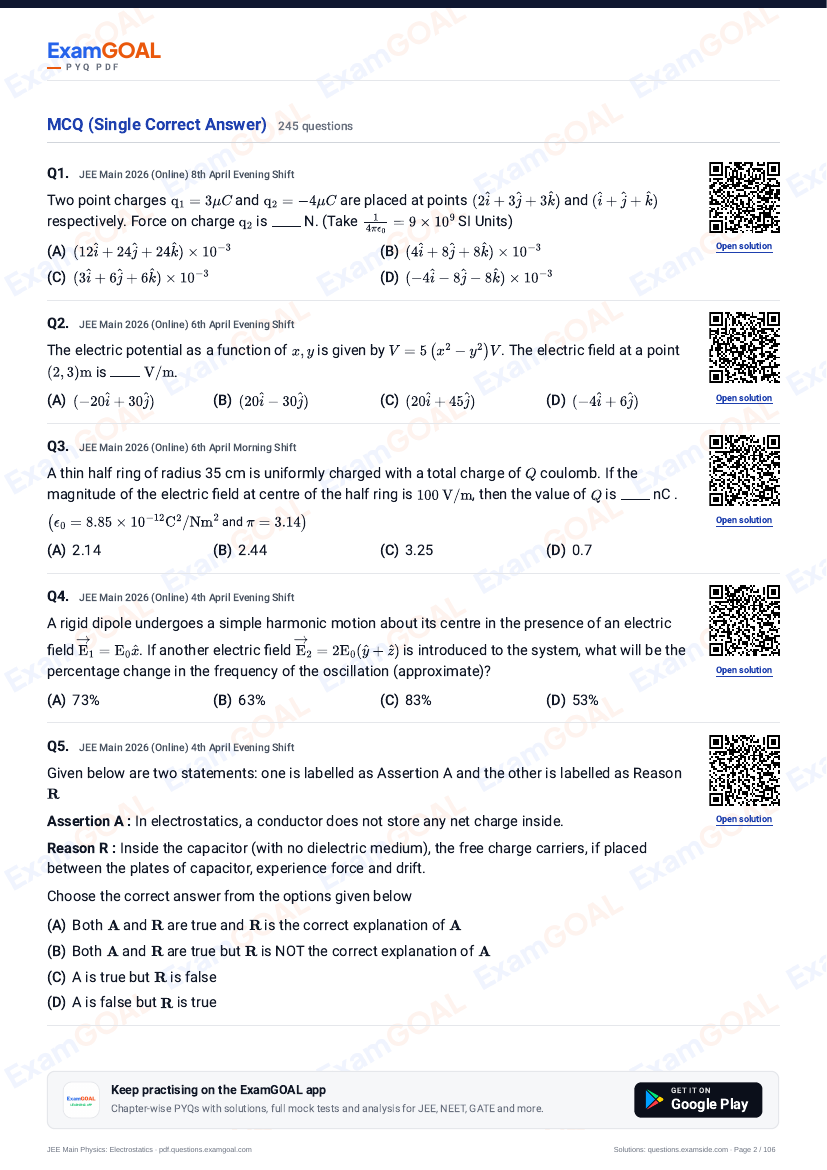 ExamGOAL
PYQ PDF
MCQ (Single Correct Answer) 245 questions
Q1. JEE Main 2026 (Online) 8th April Evening Shift
Two point charges q₁ = 3μC and q₂ = −4μC are placed at points (2î + 3ĵ + 3k̂) and (î + ĵ + k̂)
respectively. Force on charge q₂ is ____ N. (Take 1/4πϵ₀ = 9 × 10⁹ SI Units)
(A) (12î + 24ĵ + 24k̂) × 10⁻³ (B) (4î + 8ĵ + 8k̂) × 10⁻³
(C) (3î + 6ĵ + 6k̂) × 10⁻³ (D) (−4î − 8ĵ − 8k̂) × 10⁻³
Open solution
Q2. JEE Main 2026 (Online) 6th April Evening Shift
The electric potential as a function of x, y is given by V = 5 (x² − y²)V. The electric field at a point
(2, 3)m is ____ V/m.
(A) (−20î + 30ĵ) (B) (20î − 30ĵ) (C) (20î + 45ĵ) (D) (−4î + 6ĵ)
Open solution
Q3. JEE Main 2026 (Online) 6th April Morning Shift
A thin half ring of radius 35 cm is uniformly charged with a total charge of Q coulomb. If the
magnitude of the electric field at centre of the half ring is 100 V/m, then the value of Q is ____ nC .
(ϵ₀ = 8.85 × 10⁻¹²C²/Nm² and π = 3.14)
(A) 2.14 (B) 2.44 (C) 3.25 (D) 0.7
Open solution
Q4. JEE Main 2026 (Online) 4th April Evening Shift
A rigid dipole undergoes a simple harmonic motion about its centre in the presence of an electric
field E⃗₁ = E₀x̂. If another electric field E⃗₂ = 2E₀(ŷ + ẑ) is introduced to the system, what will be the
percentage change in the frequency of the oscillation (approximate)?
(A) 73% (B) 63% (C) 83% (D) 53%
Open solution
Q5. JEE Main 2026 (Online) 4th April Evening Shift
Given below are two statements: one is labelled as Assertion A and the other is labelled as Reason
R
Assertion A : In electrostatics, a conductor does not store any net charge inside.
Reason R : Inside the capacitor (with no dielectric medium), the free charge carriers, if placed
between the plates of capacitor, experience force and drift.
Choose the correct answer from the options given below
(A) Both A and R are true and R is the correct explanation of A
(B) Both A and R are true but R is NOT the correct explanation of A
(C) A is true but R is false
(D) A is false but R is true
Open solution
ExamGOAL
Keep practising on the ExamGOAL app
Chapter-wise PYQs with solutions, full mock tests and analysis for JEE, NEET, GATE and more.
GET IT ON
Google Play
JEE Main Physics: Electrostatics · pdf.questions.examgoal.com
Solutions: questions.examside.com · Page 2 / 106